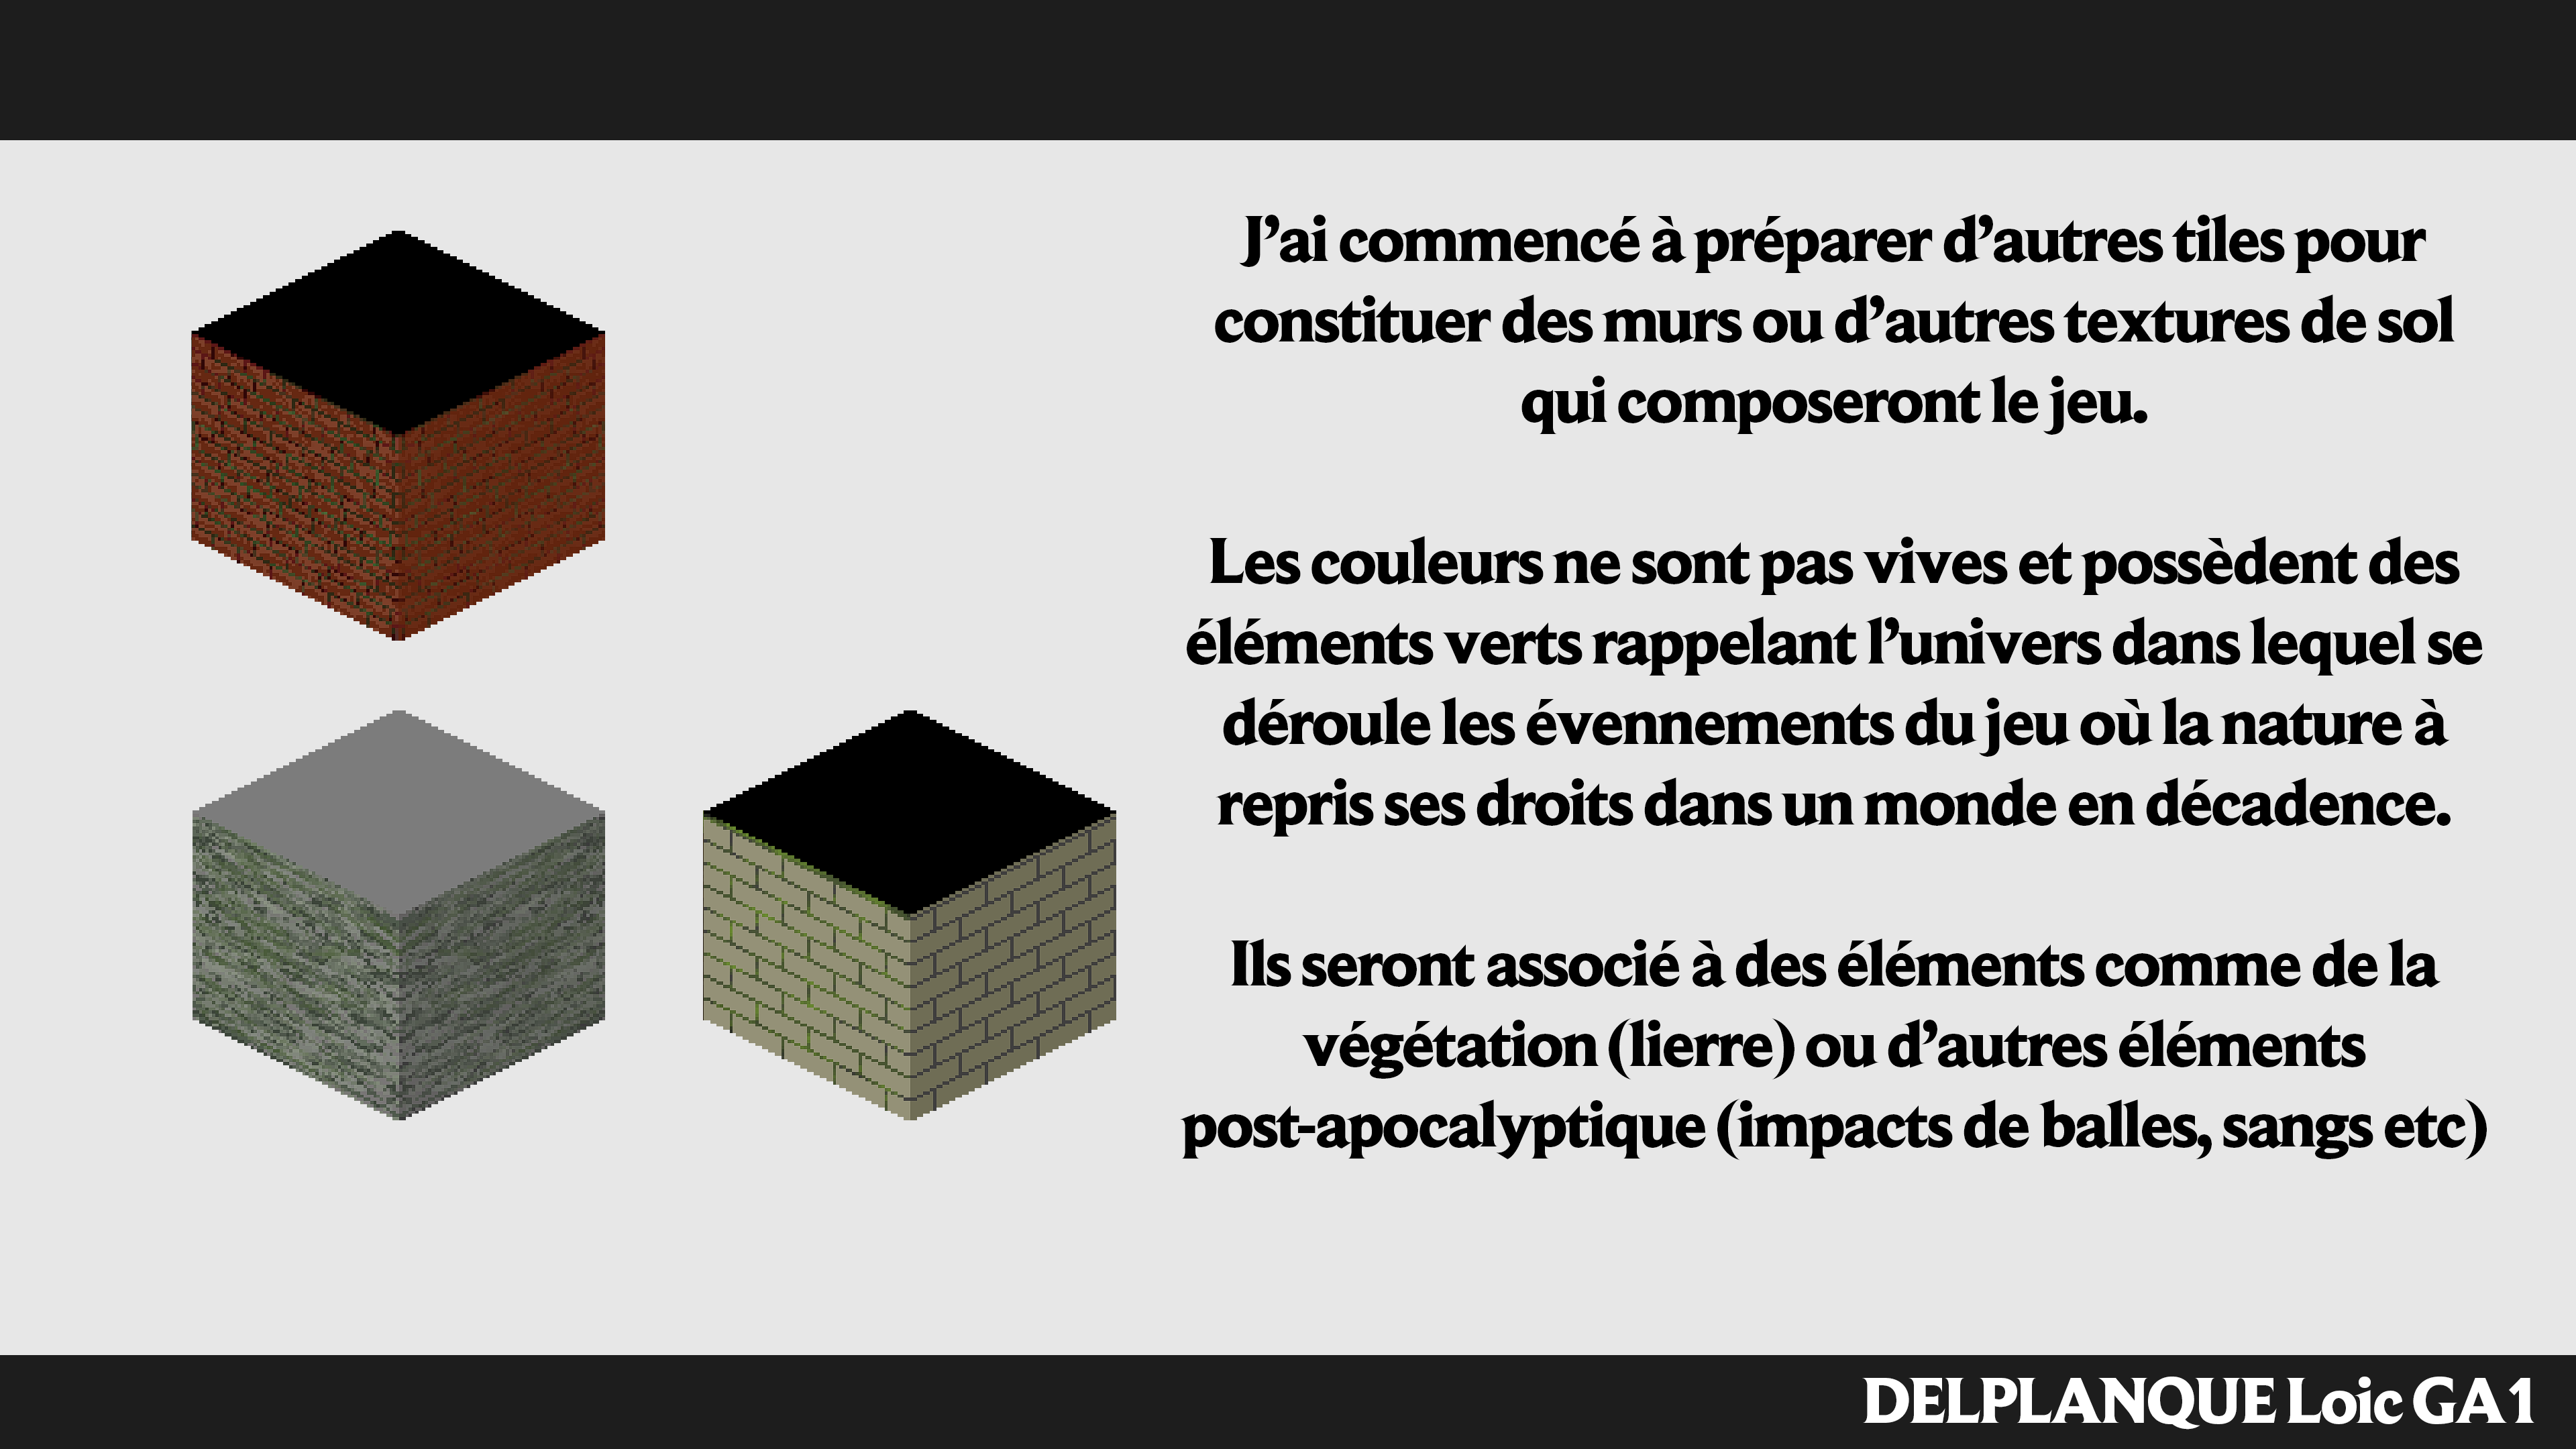 J’ai commencé à préparer d’autres tiles pour
constituer des murs ou d’autres textures de sol
qui composeront le jeu.
Les couleurs ne sont pas vives et possèdent des
éléments verts rappelant l’univers dans lequel se
déroule les évennements du jeu où la nature à
repris ses droits dans un monde en décadence.
Ils seront associé à des éléments comme de la
végétation (lierre) ou d’autres éléments
post-apocalyptique (impacts de balles, sangs etc)
DELPLANQUE Loic GA1